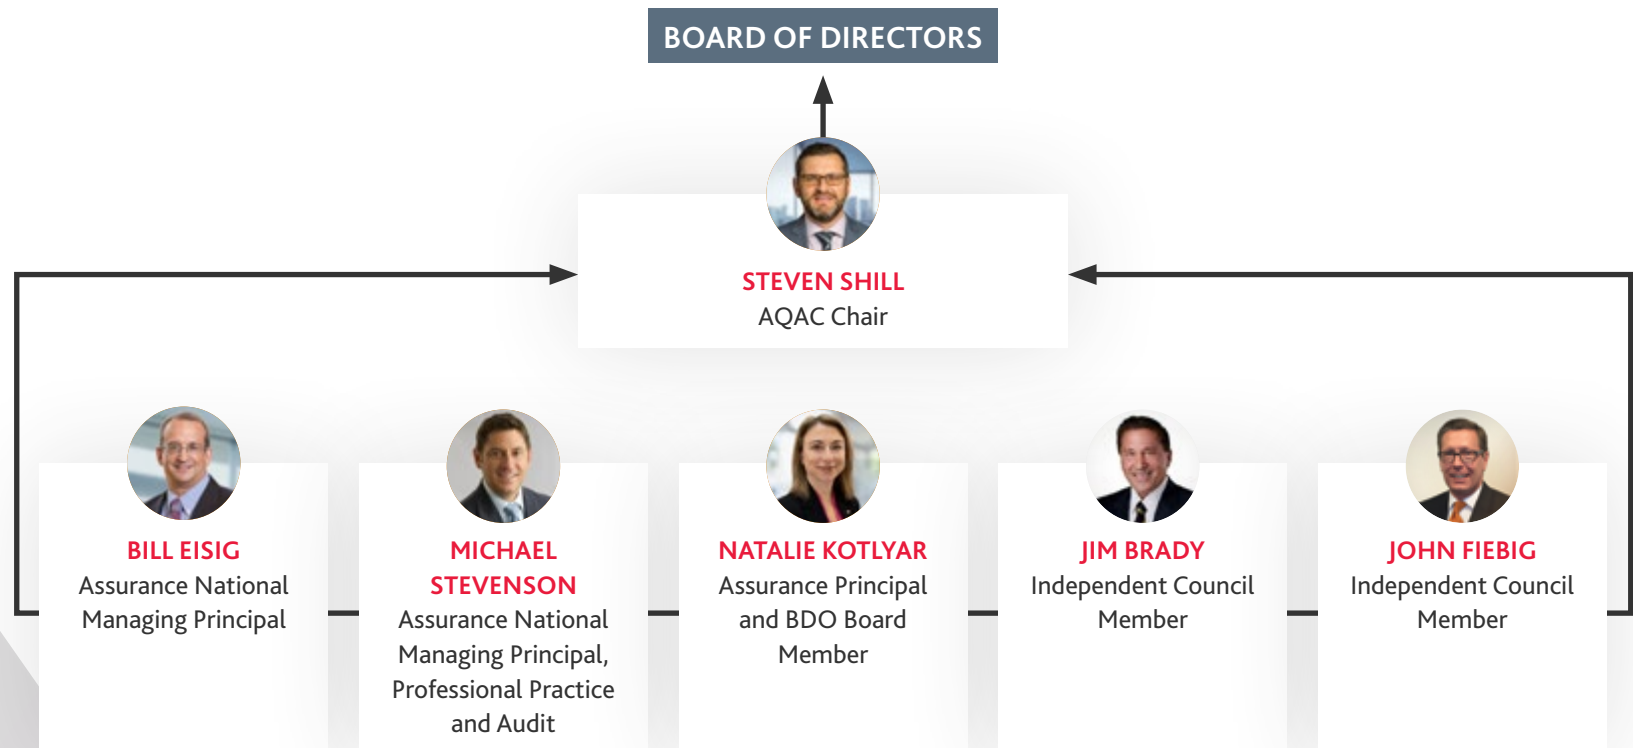 BOARD OF DIRECTORS
STEVEN SHILL
AQAC Chair
BILL EISIG
Assurance National
Managing Principal
MICHAEL
STEVENSON
Assurance National
Managing Principal,
Professional Practice
and Audit
NATALIE KOTLYAR
Assurance Principal
and BDO Board
Member
JIM BRADY
Independent Council
Member
JOHN FIEBIG
Independent Council
Member